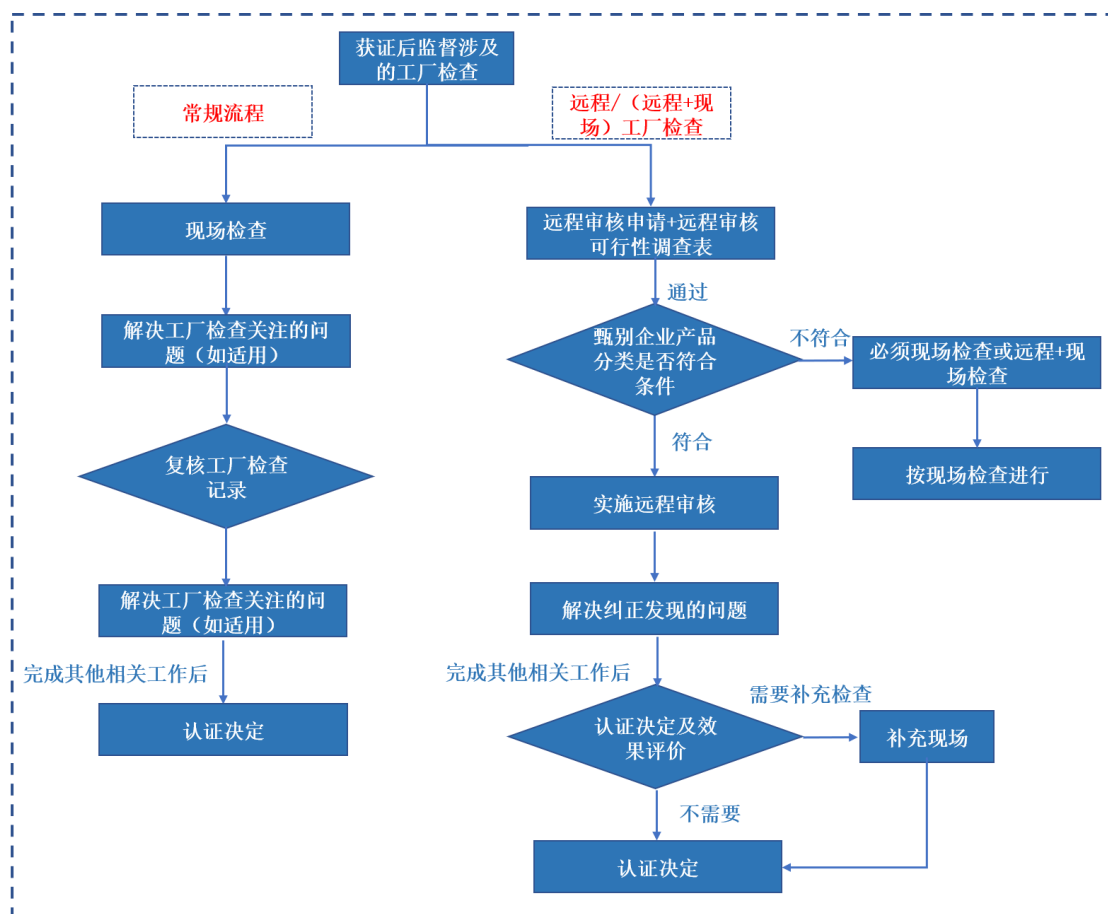 获证后监督涉及
的工厂检查
常规流程
远程/（远程+现
场）工厂检查
现场检查
解决工厂检查关注的问
题（如适用）
复核工厂检查
记录
解决工厂检查关注的问
题（如适用）
完成其他相关工作后
认证决定
远程审核申请+远程审核
可行性调查表
通过
甄别企业产品
分类是否符合
条件
不符合
必须现场检查或远程+现
场检查
按现场检查进行
符合
实施远程审核
解决纠正发现的问题
完成其他相关工作后
认证决定及效
果评价
需要补充检查
补充现场
不需要
认证决定